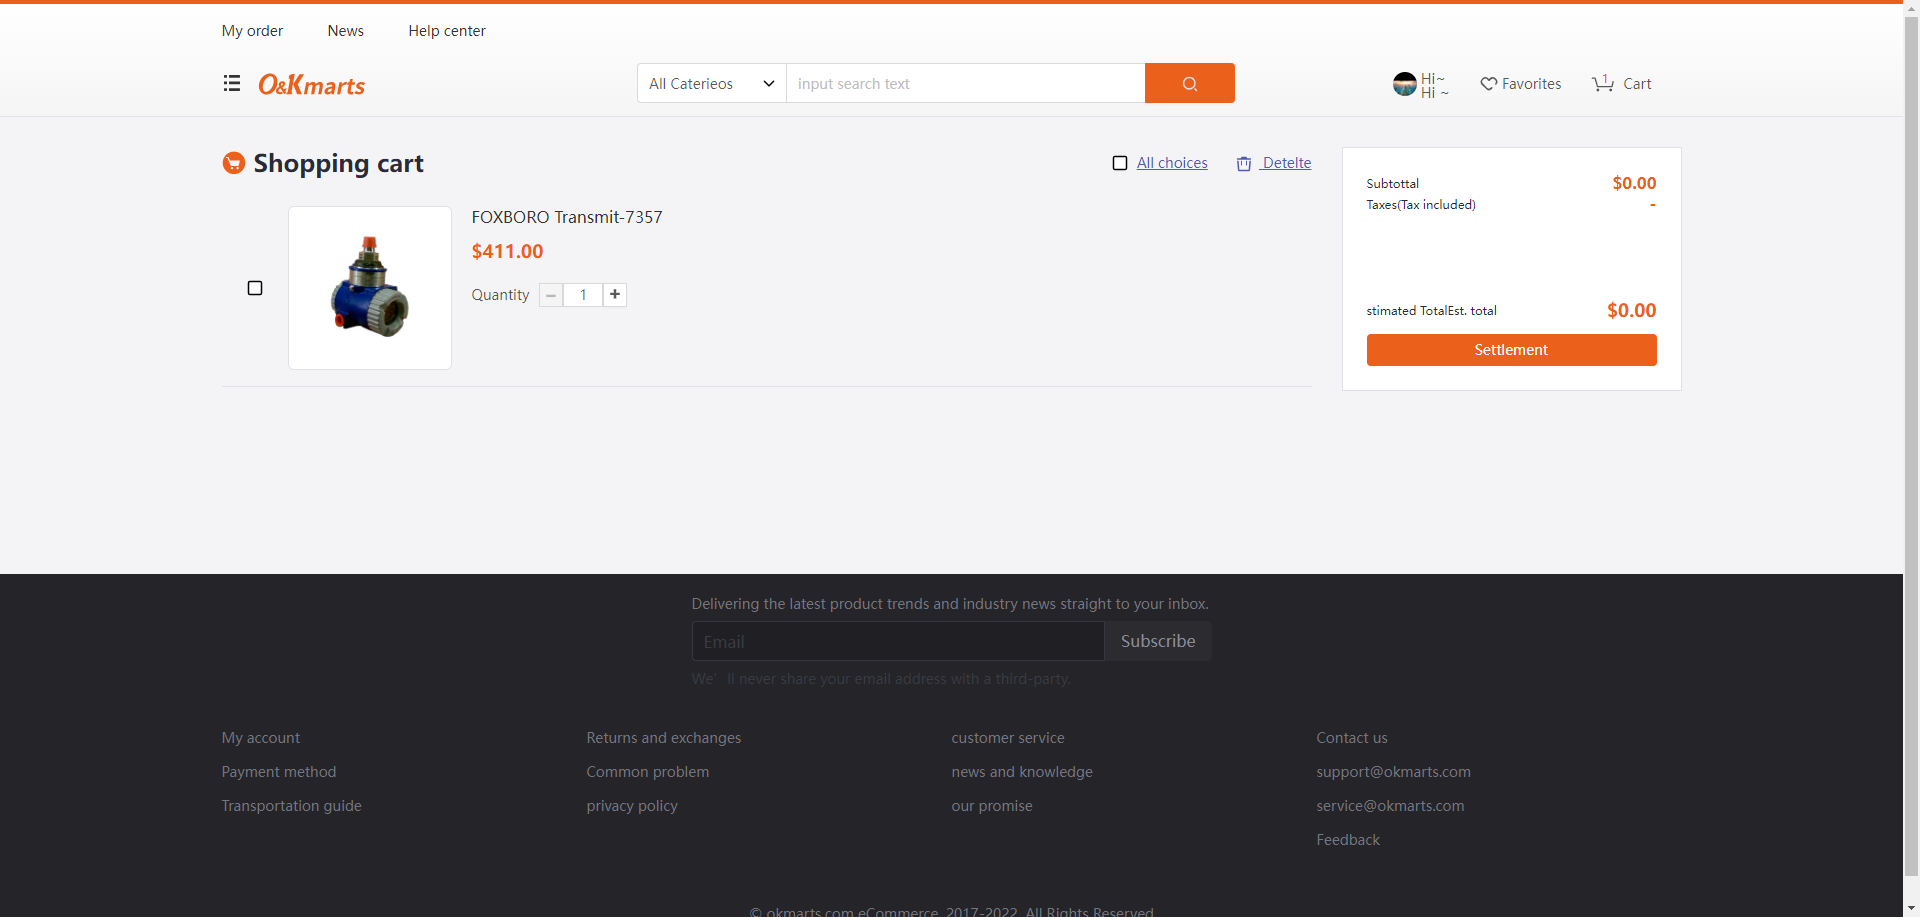 My order News Help center
O&Kmarts
All Caterieos
input search text
Hi~
Hi ~
Favorites
1
Cart
Shopping cart
All choices
Detelte
FOXBORO Transmit-7357
$411.00
Quantity
1
Subtottal $0.00
Taxes(Tax included) -
stimated TotalEst. total $0.00
Settlement
Delivering the latest product trends and industry news straight to your inbox.
Email
Subscribe
We' ll never share your email address with a third-party.
My account Returns and exchanges customer service Contact us
Payment method Common problem news and knowledge support@okmarts.com
Transportation guide privacy policy our promise service@okmarts.com
Feedback
© okmarts.com eCommerce, 2017-2022. All Rights Reserved